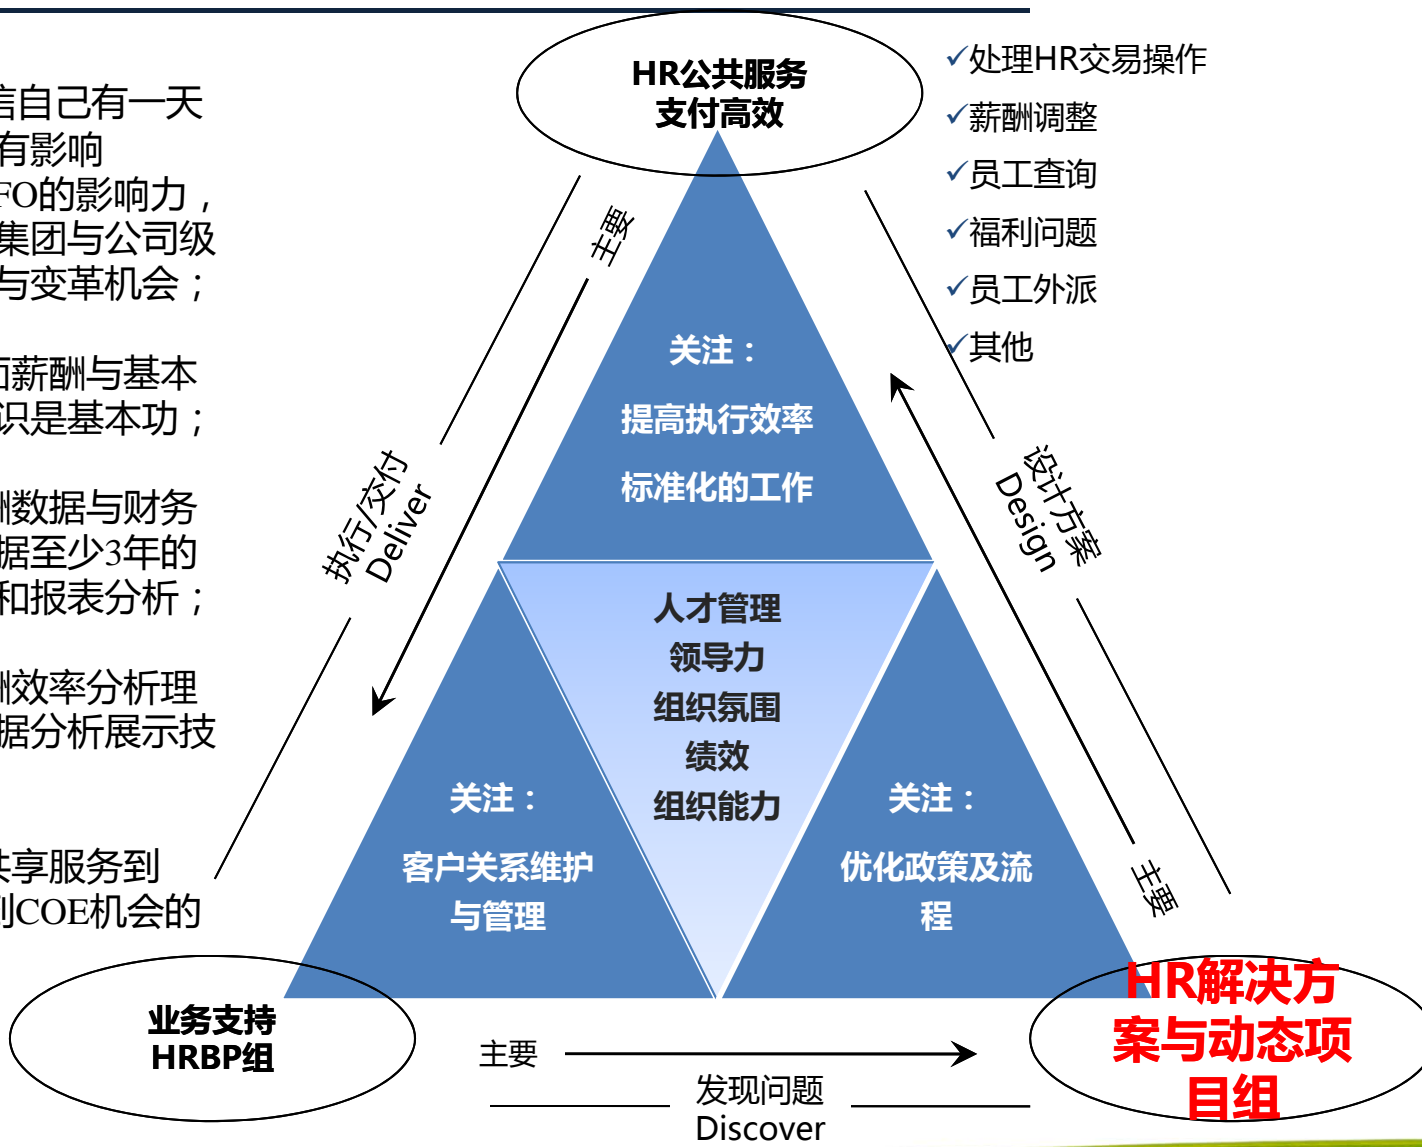 HR公共服务
支付高效
✓处理HR交易操作
✓薪酬调整
✓员工查询
✓福利问题
✓员工外派
✓其他
信自己有一天
有影响
FO的影响力，
集团与公司级
与变革机会；
面薪酬与基本
识是基本功；
酬数据与财务
据至少3年的
和报表分析；
酬效率分析理
据分析展示技
共享服务到
到COE机会的
主要
执行/交付
Deliver
关注：
提高执行效率
标准化的工作
设计方案
Design
主要
人才管理
领导力
组织氛围
绩效
组织能力
关注：
客户关系维护
与管理
关注：
优化政策及流
程
业务支持
HRBP组
主要
发现问题
Discover
HR解决方
案与动态项
目组